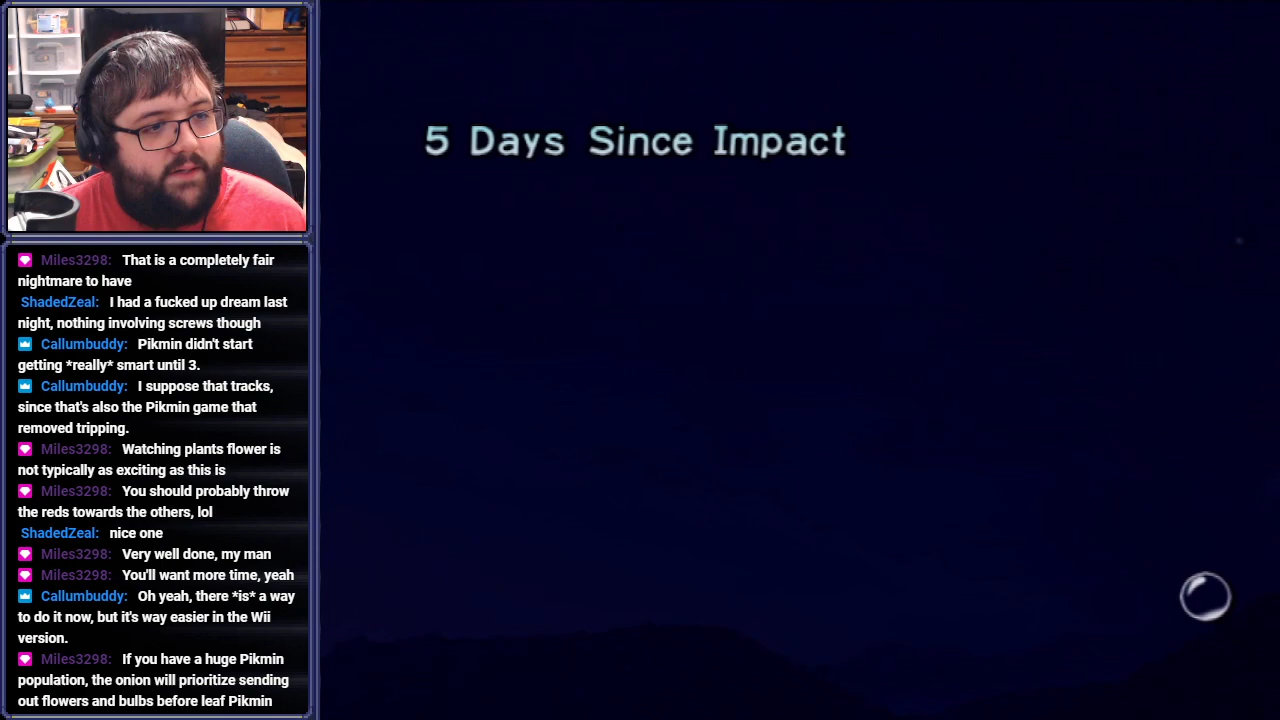 5 Days Since Impact
Miles3298: That is a completely fair
nightmare to have
ShadedZeal: I had a fucked up dream last
night, nothing involving screws though
Callumbuddy: Pikmin didn't start
getting *really* smart until 3.
Callumbuddy: I suppose that tracks,
since that's also the Pikmin game that
removed tripping.
Miles3298: Watching plants flower is
not typically as exciting as this is
Miles3298: You should probably throw
the reds towards the others, lol
ShadedZeal: nice one
Miles3298: Very well done, my man
Miles3298: You'll want more time, yeah
Callumbuddy: Oh yeah, there *is* a way
to do it now, but it's way easier in the Wii
version.
Miles3298: If you have a huge Pikmin
population, the onion will prioritize sending
out flowers and bulbs before leaf Pikmin